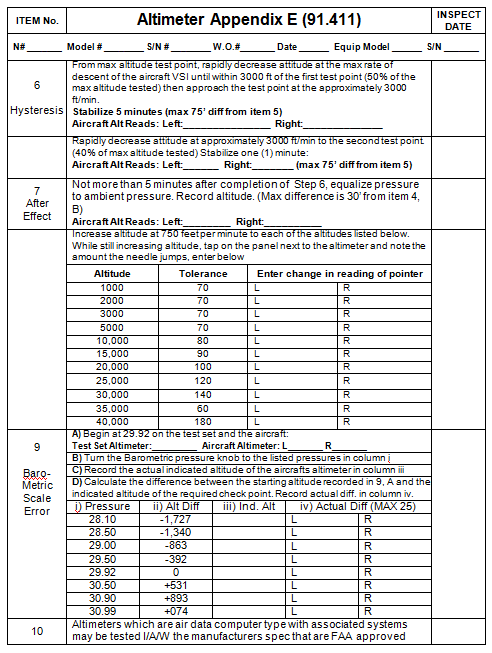 ITEM No. Altimeter Appendix E (91.411) INSPECT DATE
N#______ Model #_______ S/N #_______ W.O.#______ Date _____ Equip Model _____ S/N ______
6
Hysteresis
From max altitude test point, rapidly decrease attitude at the max rate of
descent of the aircraft VSI until within 3000 ft of the first test point (50% of the
max altitude tested) then approach the test point at the approximately 3000
ft/min.
Stabilize 5 minutes (max 75' diff from item 5)
Aircraft Alt Reads: Left:________________ Right:_______________
Rapidly decrease attitude at approximately 3000 ft/min to the second test point.
(40% of max altitude tested) Stabilize one (1) minute:
Aircraft Alt Reads: Left:______ Right:_______ (max 75' diff from item 5)
7
After
Effect
Not more than 5 minutes after completion of Step 6, equalize pressure
to ambient pressure. Record altitude. (Max difference is 30' from item 4,
B)
Aircraft Alt Reads: Left:_________ Right:__________
Increase altitude at 750 feet per minute to each of the altitudes listed below.
While still increasing altitude, tap on the panel next to the altimeter and note the
amount the needle jumps, enter below
Altitude Tolerance Enter change in reading of pointer
1000 70 L R
2000 70 L R
3000 70 L R
5000 70 L R
10,000 80 L R
15,000 90 L R
20,000 100 L R
25,000 120 L R
30,000 140 L R
35,000 60 L R
40,000 180 L R
9
Baro-
Metric
Scale
Error
A) Begin at 29.92 on the test set and the aircraft:
Test Set Altimeter:_________ Aircraft Altimeter: L_______ R_______
B) Turn the Barometric pressure knob to the listed pressures in column i
C) Record the actual indicated altitude of the aircrafts altimeter in column iii
D) Calculate the difference between the starting altitude recorded in 9, A and the
indicated altitude of the required check point. Record actual diff. in column iv.
i) Pressure ii) Alt Diff iii) Ind. Alt iv) Actual Diff (MAX 25)
28.10 -1,727 L R
28.50 -1,340 L R
29.00 -863 L R
29.50 -392 L R
29.92 0 L R
30.50 +531 L R
30.90 +893 L R
30.99 +074 L R
10
Altimeters which are air data computer type with associated systems
may be tested I/A/W the manufacturers spec that are FAA approved